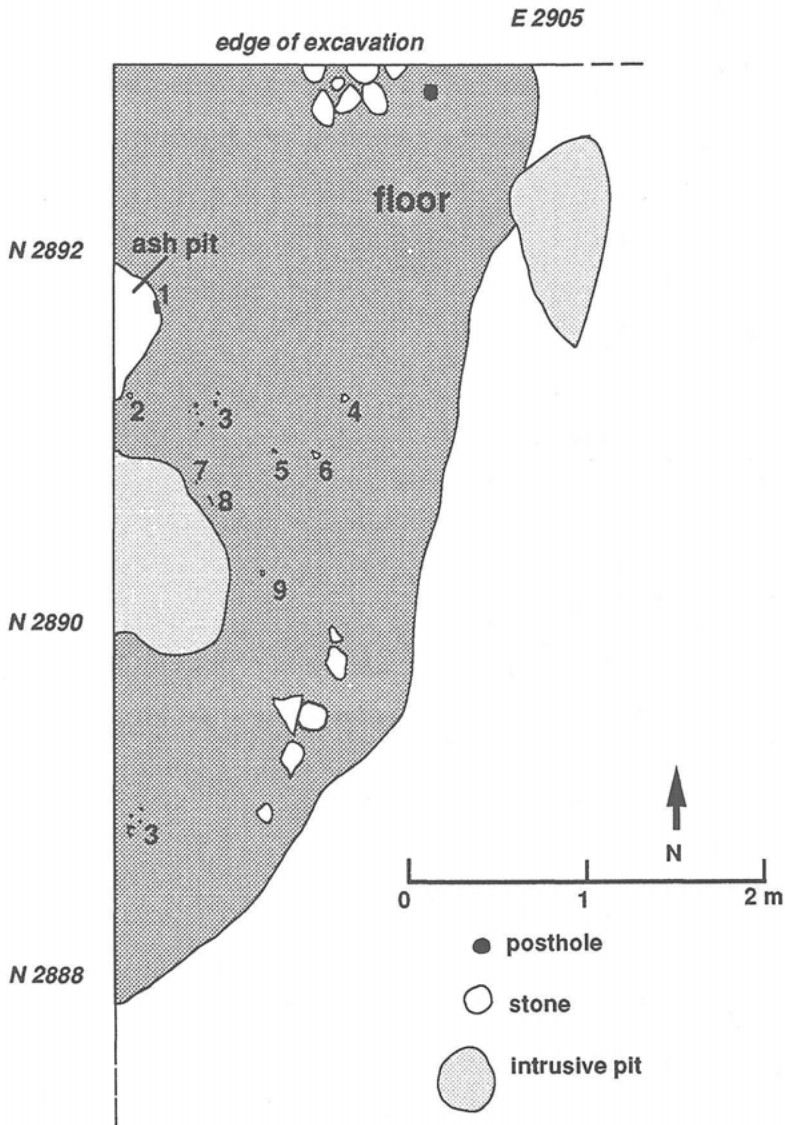 E 2905
edge of excavation
floor
N 2892
ash pit
1
2
3
4
7
5
6
8
9
N 2890
3
N
0 1 2 m
N 2888
posthole
stone
intrusive pit